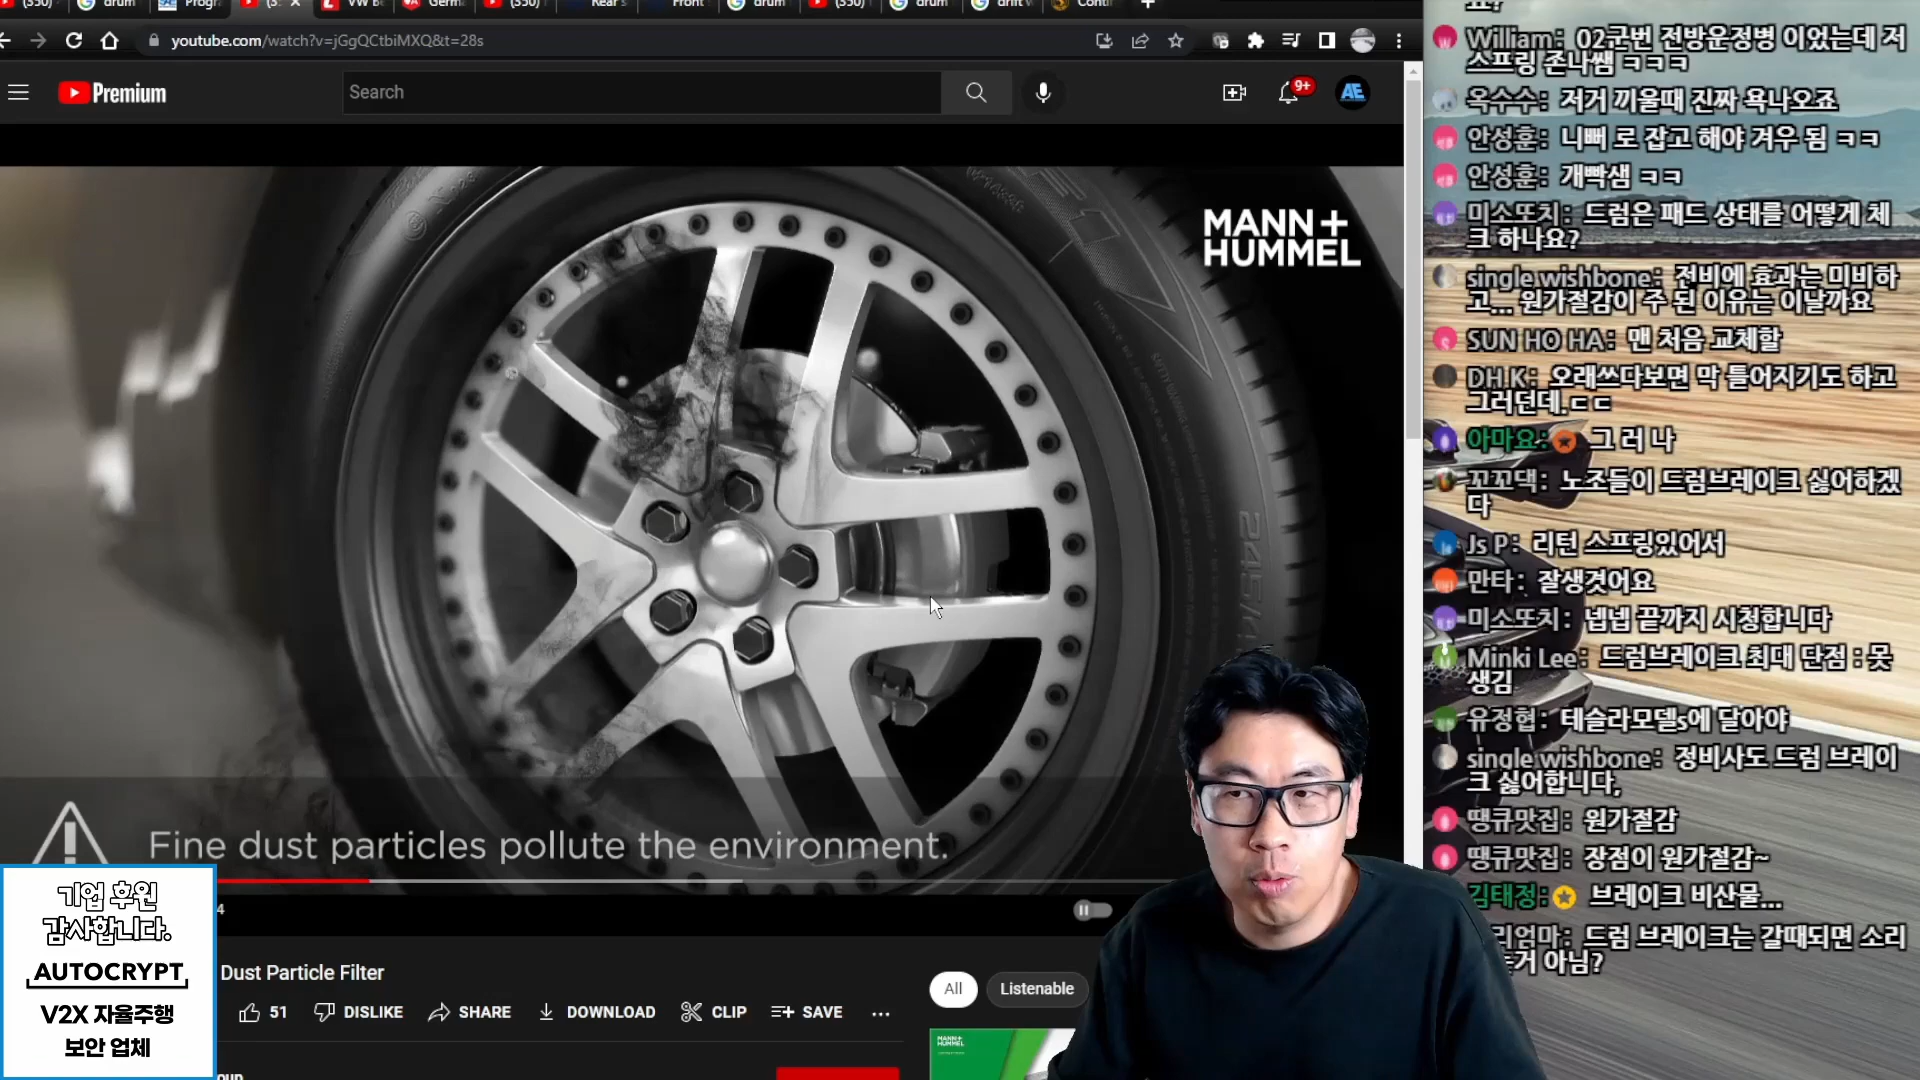 youtube.com/watch?v=jGgQCtbiMXQ&t=28s
Premium
Search
9+
AE
MANN+
HUMMEL
Fine dust particles pollute the environment.
기업 후원
감사합니다.
AUTOCRYPT
V2X 자율주행
보안 업체
4
Dust Particle Filter
51
DISLIKE
SHARE
DOWNLOAD
CLIP
SAVE
All
Listenable
MANN+
HUMMEL
William: 02군번 전방운정병 이었는데 저
스프링 존나쌤 ㅋㅋㅋ
옥수수: 저거 끼울때 진짜 욕나오죠
안성훈: 니뻐 로 잡고 해야 겨우 됨 ㅋㅋ
안성훈: 개빡샘 ㅋㅋ
미소또치: 드럼은 패드 상태를 어떻게 체
크 하나요?
single wishbone: 전비에 효과는 미비하
고... 원가절감이 주 된 이유는 이날까요
SUN HO HA: 맨 처음 교체할
DH.K: 오래쓰다보면 막 틀어지기도 하고
그러던데.ㄷㄷ
아마요: 그 러 나
꼬꼬댁: 노조들이 드럼브레이크 싫어하겠
다
Js P: 리턴 스프링있어서
만타: 잘생겻어요
미소또치: 넵넵 끝까지 시청합니다
Minki Lee: 드럼브레이크 최대 단점 : 못
생김
유정협: 테슬라모델s에 달아야
single wishbone: 정비사도 드럼 브레이
크 싫어합니다,
땡큐맛집: 원가절감
땡큐맛집: 장점이 원가절감~
김태정: 브레이크 비산물...
리엄마: 드럼 브레이크는 갈때되면 소리
거 아님?